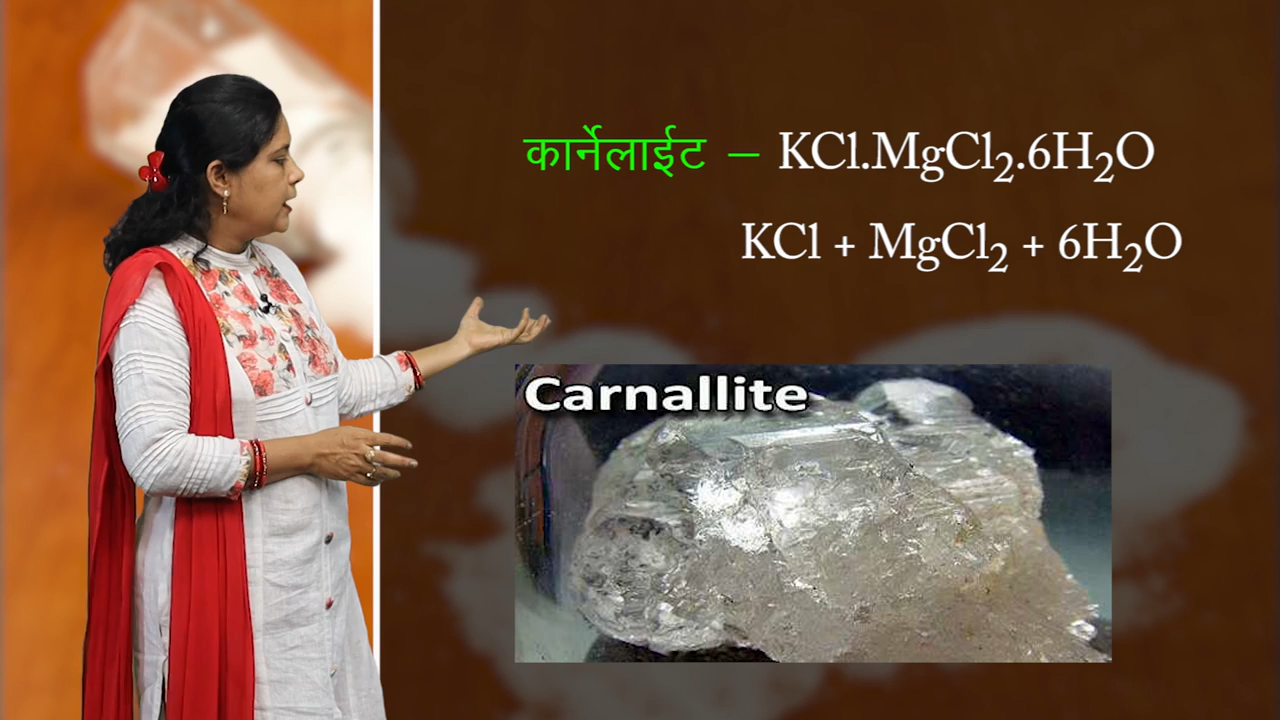 कार्नेलाईट – KCl.MgCl₂.6H₂O
KCl + MgCl₂ + 6H₂O
Carnallite